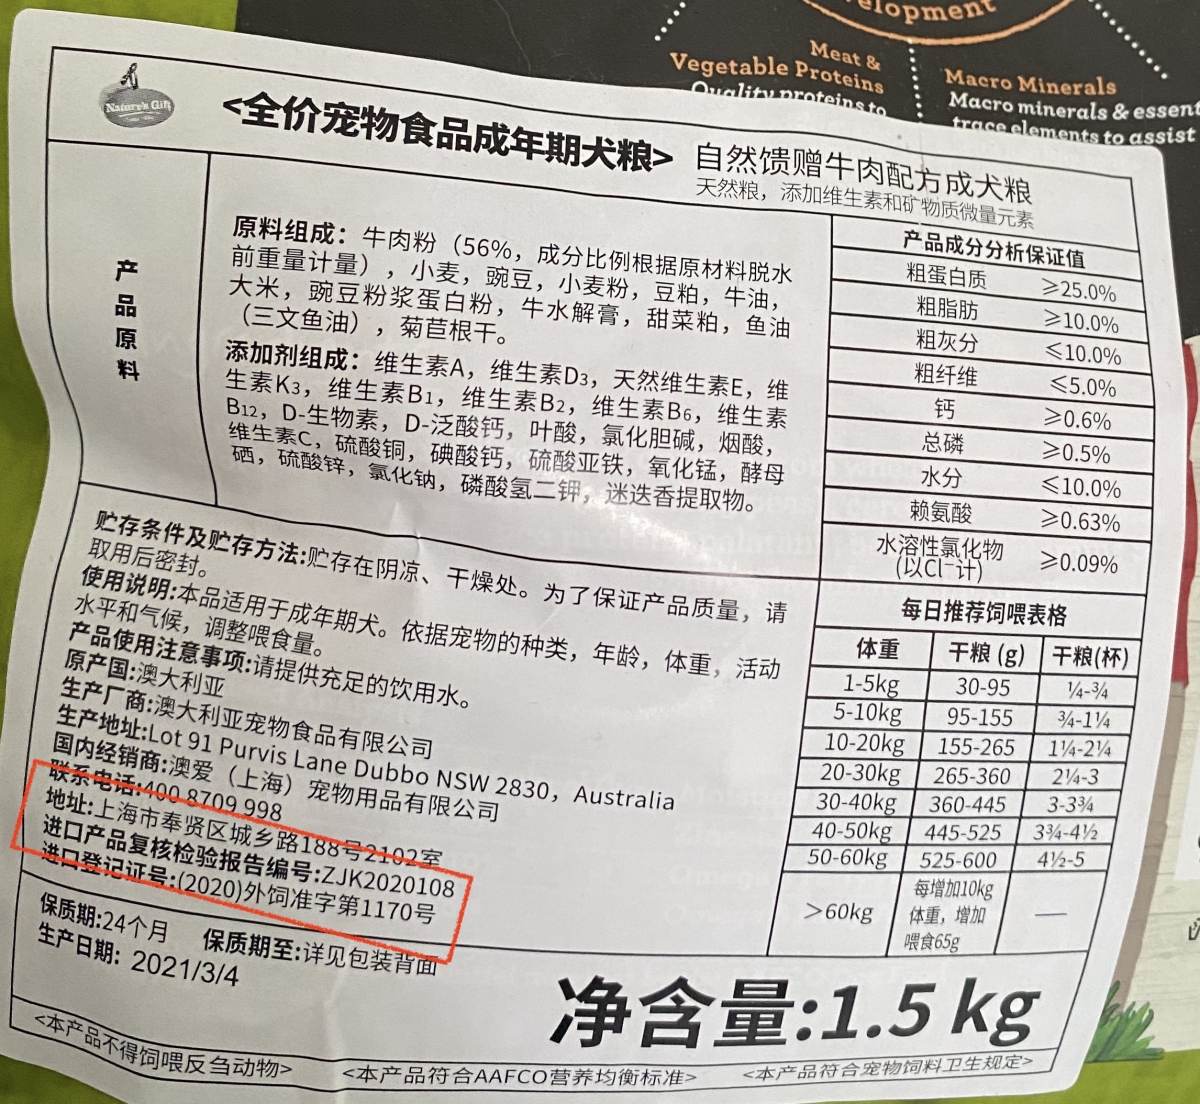 elopment
Meat &
Vegetable Proteins
Quality proteins to
Macro Minerals
Macro minerals & essent
trace elements to assist
Nature's Gift
<全价宠物食品成年期犬粮>
自然馈赠牛肉配方成犬粮
天然粮，添加维生素和矿物质微量元素
产品原料
原料组成：牛肉粉（56%，成分比例根据原材料脱水
前重量计量），小麦，豌豆，小麦粉，豆粕，牛油，
大米，豌豆粉浆蛋白粉，牛水解膏，甜菜粕，鱼油
（三文鱼油），菊苣根干。
添加剂组成：维生素A，维生素D3，天然维生素E，维
生素K3，维生素B1，维生素B2，维生素B6，维生素
B12，D-生物素，D-泛酸钙，叶酸，氯化胆碱，烟酸，
维生素C，硫酸铜，碘酸钙，硫酸亚铁，氧化锰，酵母
硒，硫酸锌，氯化钠，磷酸氢二钾，迷迭香提取物。
产品成分分析保证值
粗蛋白质 ≥25.0%
粗脂肪 ≥10.0%
粗灰分 ≤10.0%
粗纤维 ≤5.0%
钙 ≥0.6%
总磷 ≥0.5%
水分 ≤10.0%
赖氨酸 ≥0.63%
水溶性氯化物
(以Cl⁻计) ≥0.09%
贮存条件及贮存方法:贮存在阴凉、干燥处。为了保证产品质量，请
取用后密封。
使用说明:本品适用于成年期犬。依据宠物的种类，年龄，体重，活动
水平和气候，调整喂食量。
产品使用注意事项:请提供充足的饮用水。
原产国:澳大利亚
生产厂商:澳大利亚宠物食品有限公司
生产地址:Lot 91 Purvis Lane Dubbo NSW 2830，Australia
国内经销商:澳爱（上海）宠物用品有限公司
联系电话:400 8709 998
地址:上海市奉贤区城乡路188号2102室
进口产品复核检验报告编号:ZJK2020108
进口登记证号:(2020)外饲准字第1170号
每日推荐饲喂表格
体重 干粮 (g) 干粮(杯)
1-5kg 30-95 ¼-¾
5-10kg 95-155 ¾-1¼
10-20kg 155-265 1¼-2¼
20-30kg 265-360 2¼-3
30-40kg 360-445 3-3¾
40-50kg 445-525 3¾-4½
50-60kg 525-600 4½-5
>60kg 每增加10kg
体重，增加
喂食65g —
保质期:24个月 保质期至:详见包装背面
生产日期: 2021/3/4
净含量:1.5 kg
<本产品不得饲喂反刍动物>
<本产品符合AAFCO营养均衡标准>
<本产品符合宠物饲料卫生规定>